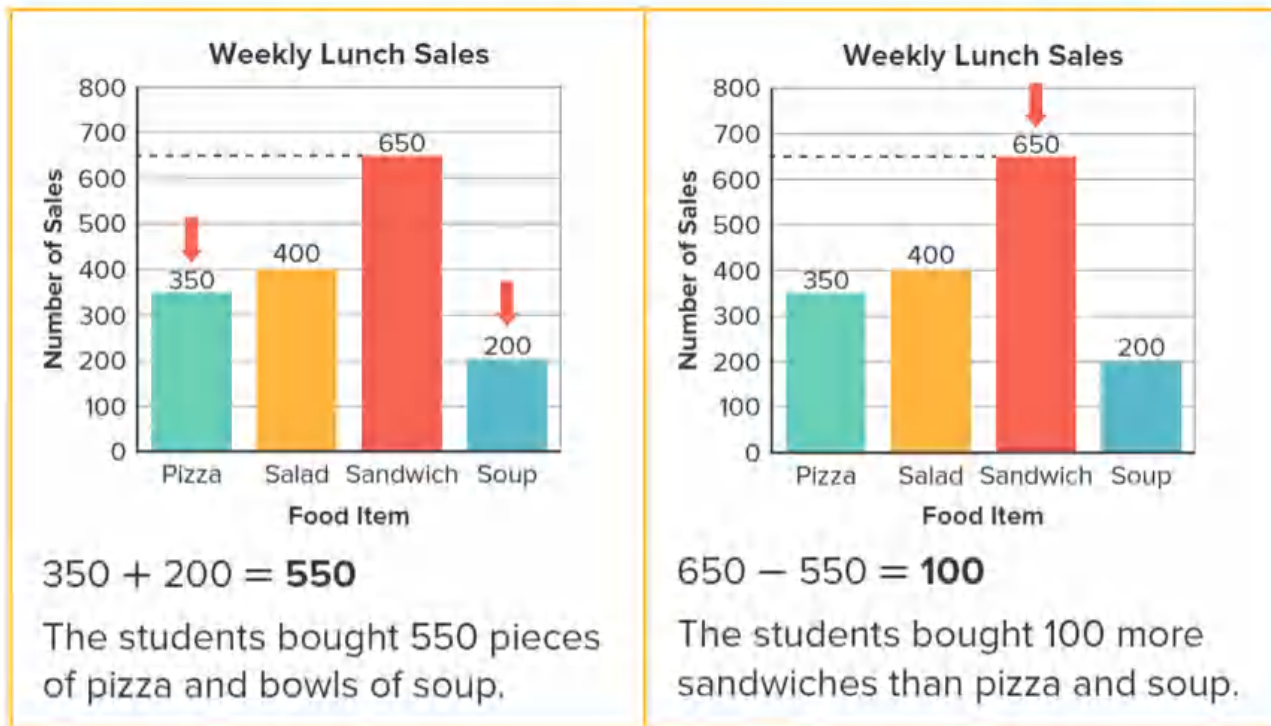 Weekly Lunch Sales
800
700
600
500
400
300
200
100
0
Number of Sales
350
400
650
200
Pizza Salad Sandwich Soup
Food Item
350 + 200 = 550
The students bought 550 pieces
of pizza and bowls of soup.
Weekly Lunch Sales
800
700
600
500
400
300
200
100
0
Number of Sales
350
400
650
200
Pizza Salad Sandwich Soup
Food Item
650 − 550 = 100
The students bought 100 more
sandwiches than pizza and soup.